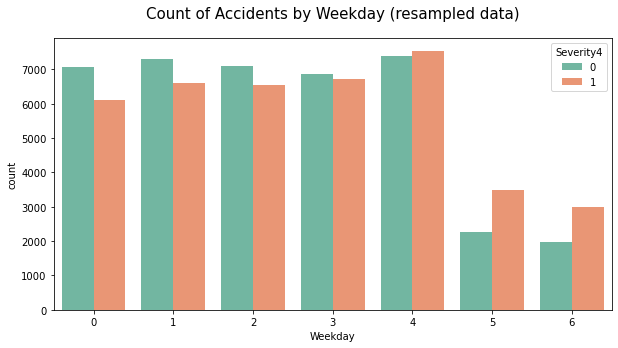 Count of Accidents by Weekday (resampled data)
Severity4
0
1
7000
6000
5000
4000
3000
2000
1000
0
count
0 1 2 3 4 5 6
Weekday